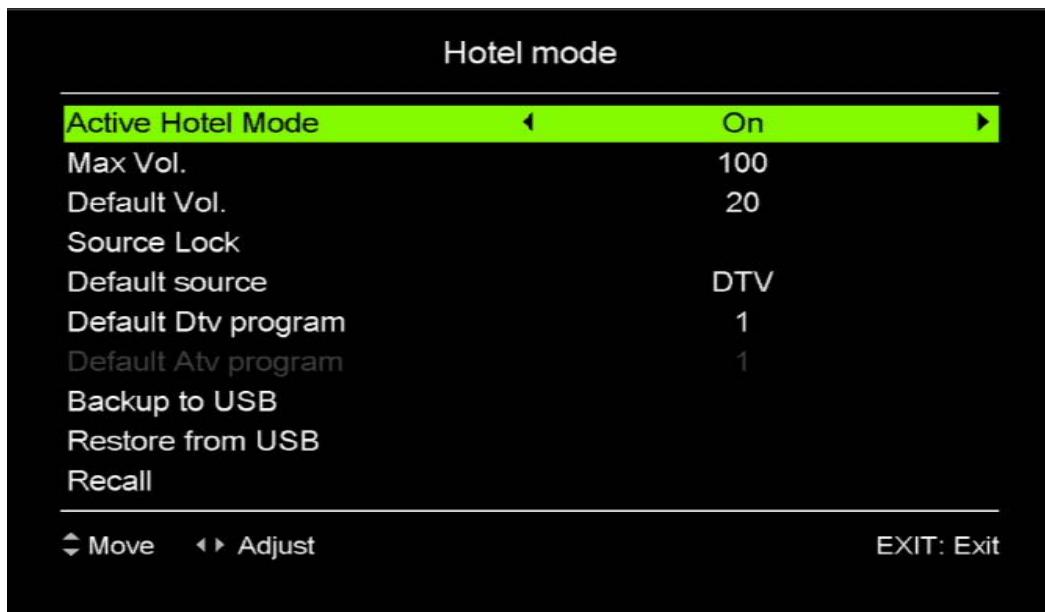 Hotel mode
Active Hotel Mode On
Max Vol. 100
Default Vol. 20
Source Lock
Default source DTV
Default Dtv program 1
Default Atv program 1
Backup to USB
Restore from USB
Recall
Move Adjust EXIT: Exit